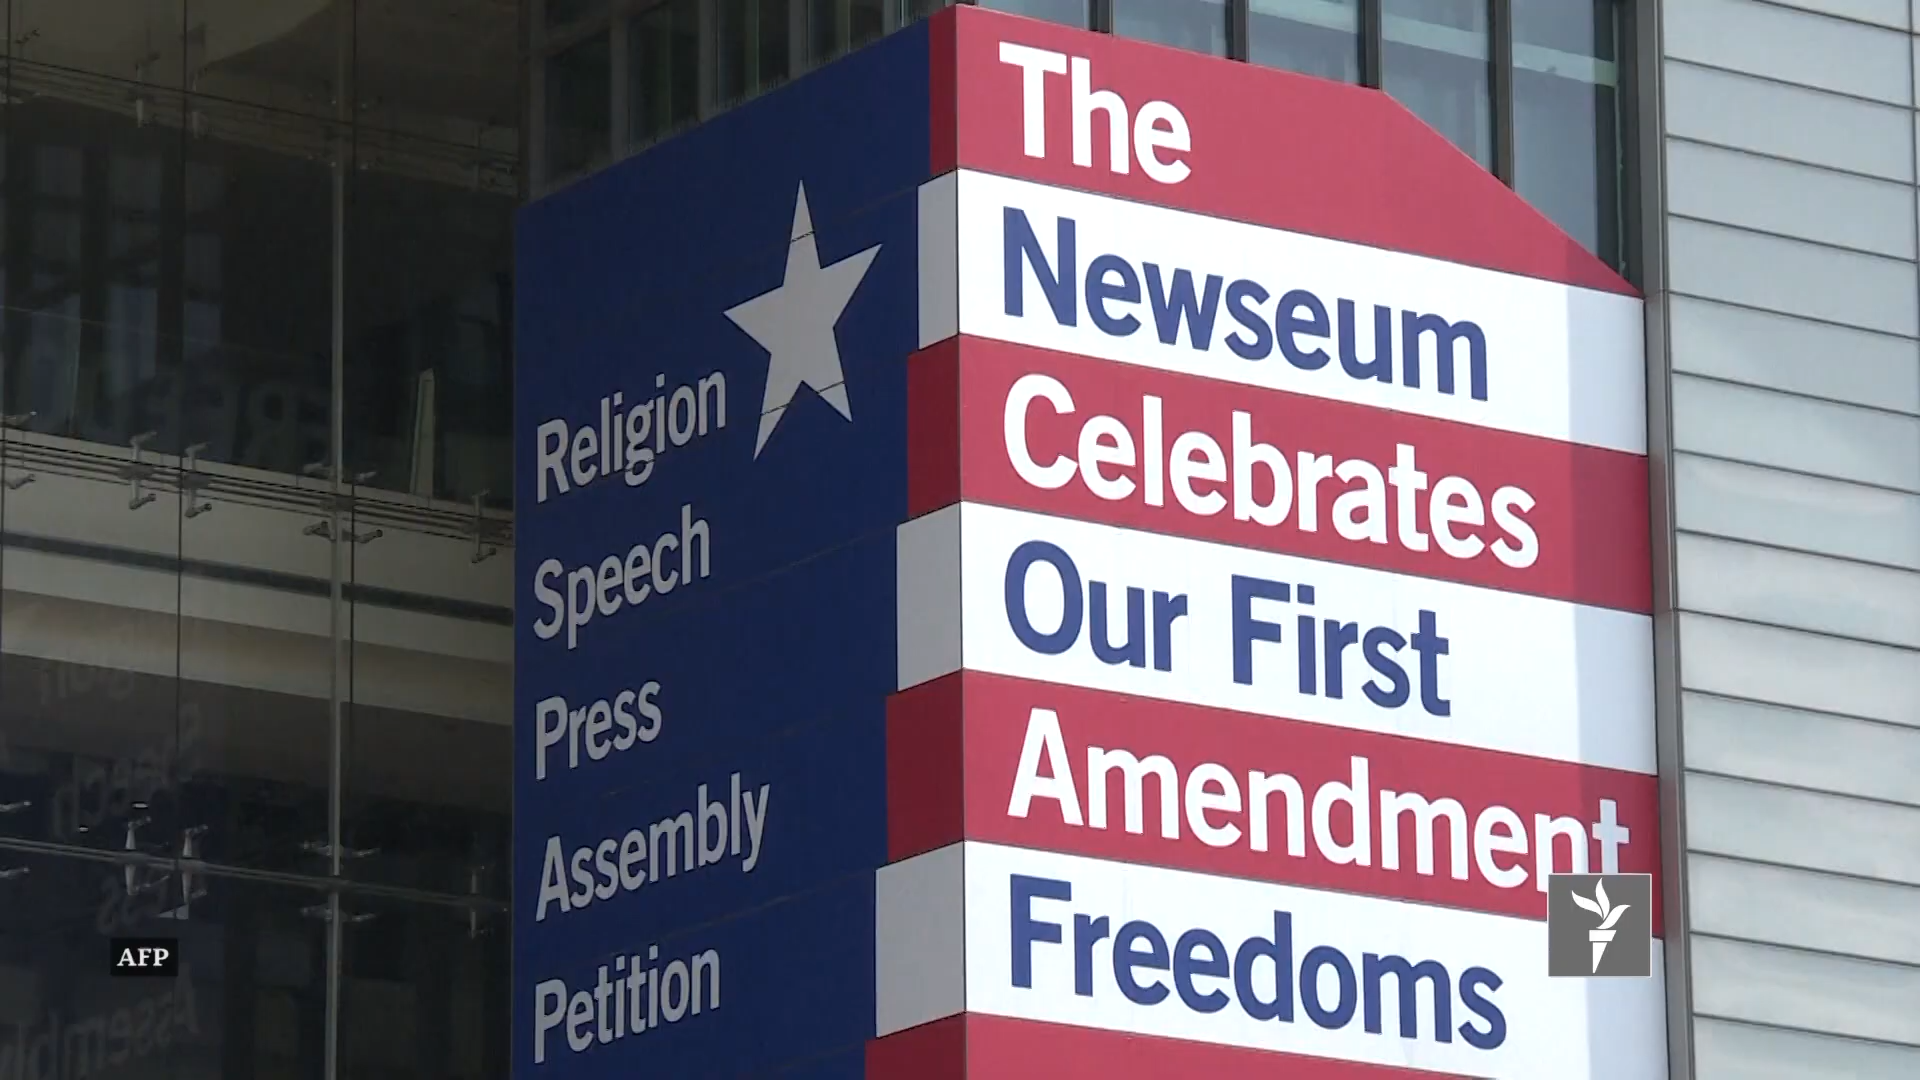 The
Newseum
Celebrates
Our First
Amendment
Freedoms
Religion
Speech
Press
Assembly
Petition
AFP